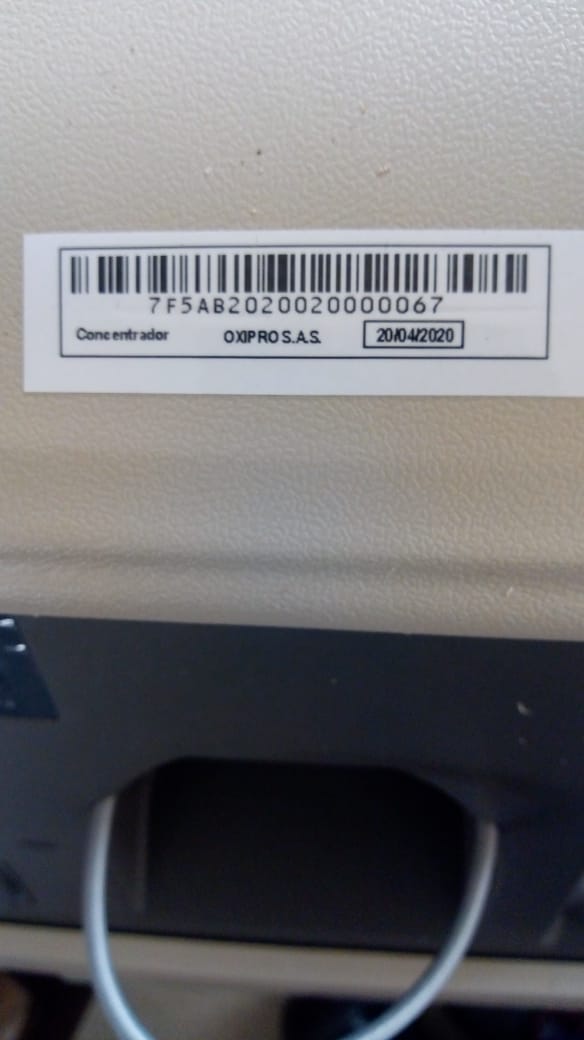 7F5AB2020020000067
Concentrador OXIPRO S.A.S. 20/04/2020